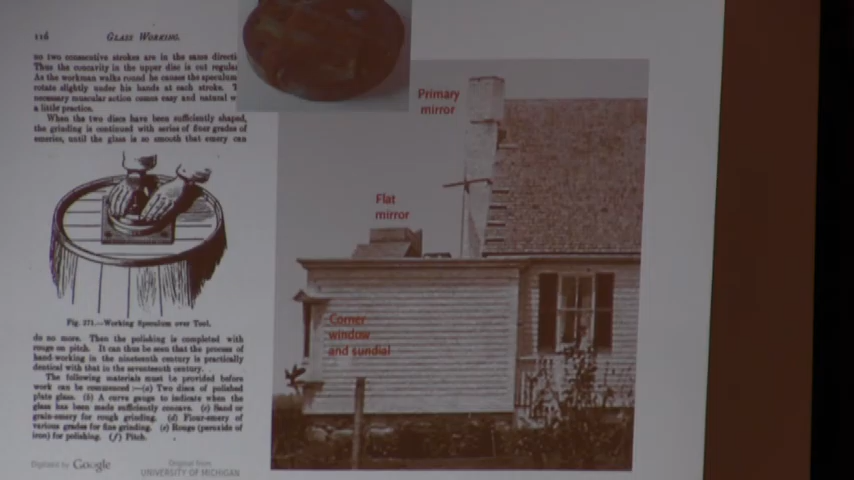 116 GLASS WORKING.
no two consecutive strokes are in the same directi
Thus the concavity in the upper disc is cut regular
As the workman walks round he causes the speculum
rotate slightly under his hands at each stroke. T
necessary muscular action comes easy and natural w
a little practice.
When the two discs have been sufficiently shaped,
the grinding is continued with series of finer grades of
emeries, until the glass is so smooth that emery can
Fig. 271.—Working Speculum over Tool.
do no more. Then the polishing is completed with
rouge on pitch. It can thus be seen that the process of
hand-working in the nineteenth century is practically
identical with that in the seventeenth century.
The following materials must be provided before
work can be commenced :—(a) Two discs of polished
plate glass. (b) A curve gauge to indicate when the
glass has been made sufficiently concave. (c) Sand or
grain-emery for rough grinding. (d) Flour-emery of
various grades for fine grinding. (e) Rouge (peroxide of
iron) for polishing. (f) Pitch.
Digitized by Google
Original from
UNIVERSITY OF MICHIGAN
Primary
mirror
Flat
mirror
Corner
window
and sundial